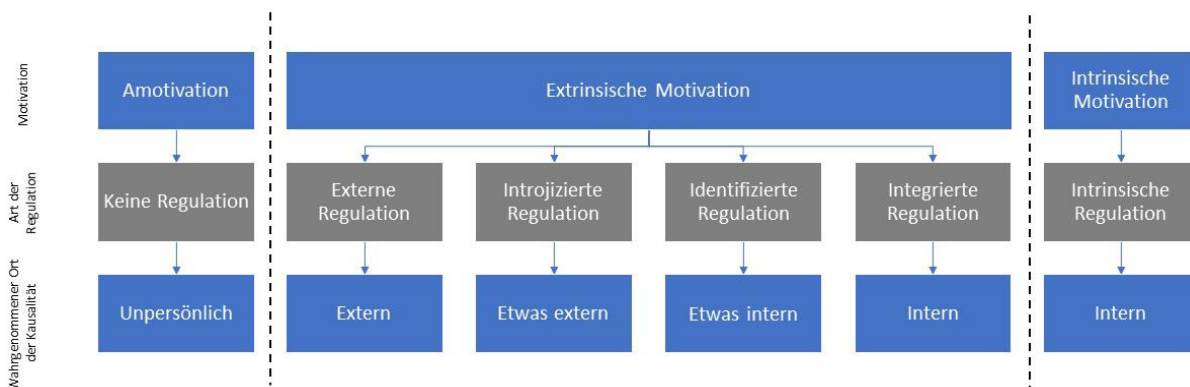 Motivation
Amotivation
Extrinsische Motivation
Intrinsische
Motivation
Art der
Regulation
Keine Regulation
Externe
Regulation
Introjizierte
Regulation
Identifizierte
Regulation
Integrierte
Regulation
Intrinsische
Regulation
Wahrgenommener Ort
der Kausalität
Unpersönlich
Extern
Etwas extern
Etwas intern
Intern
Intern